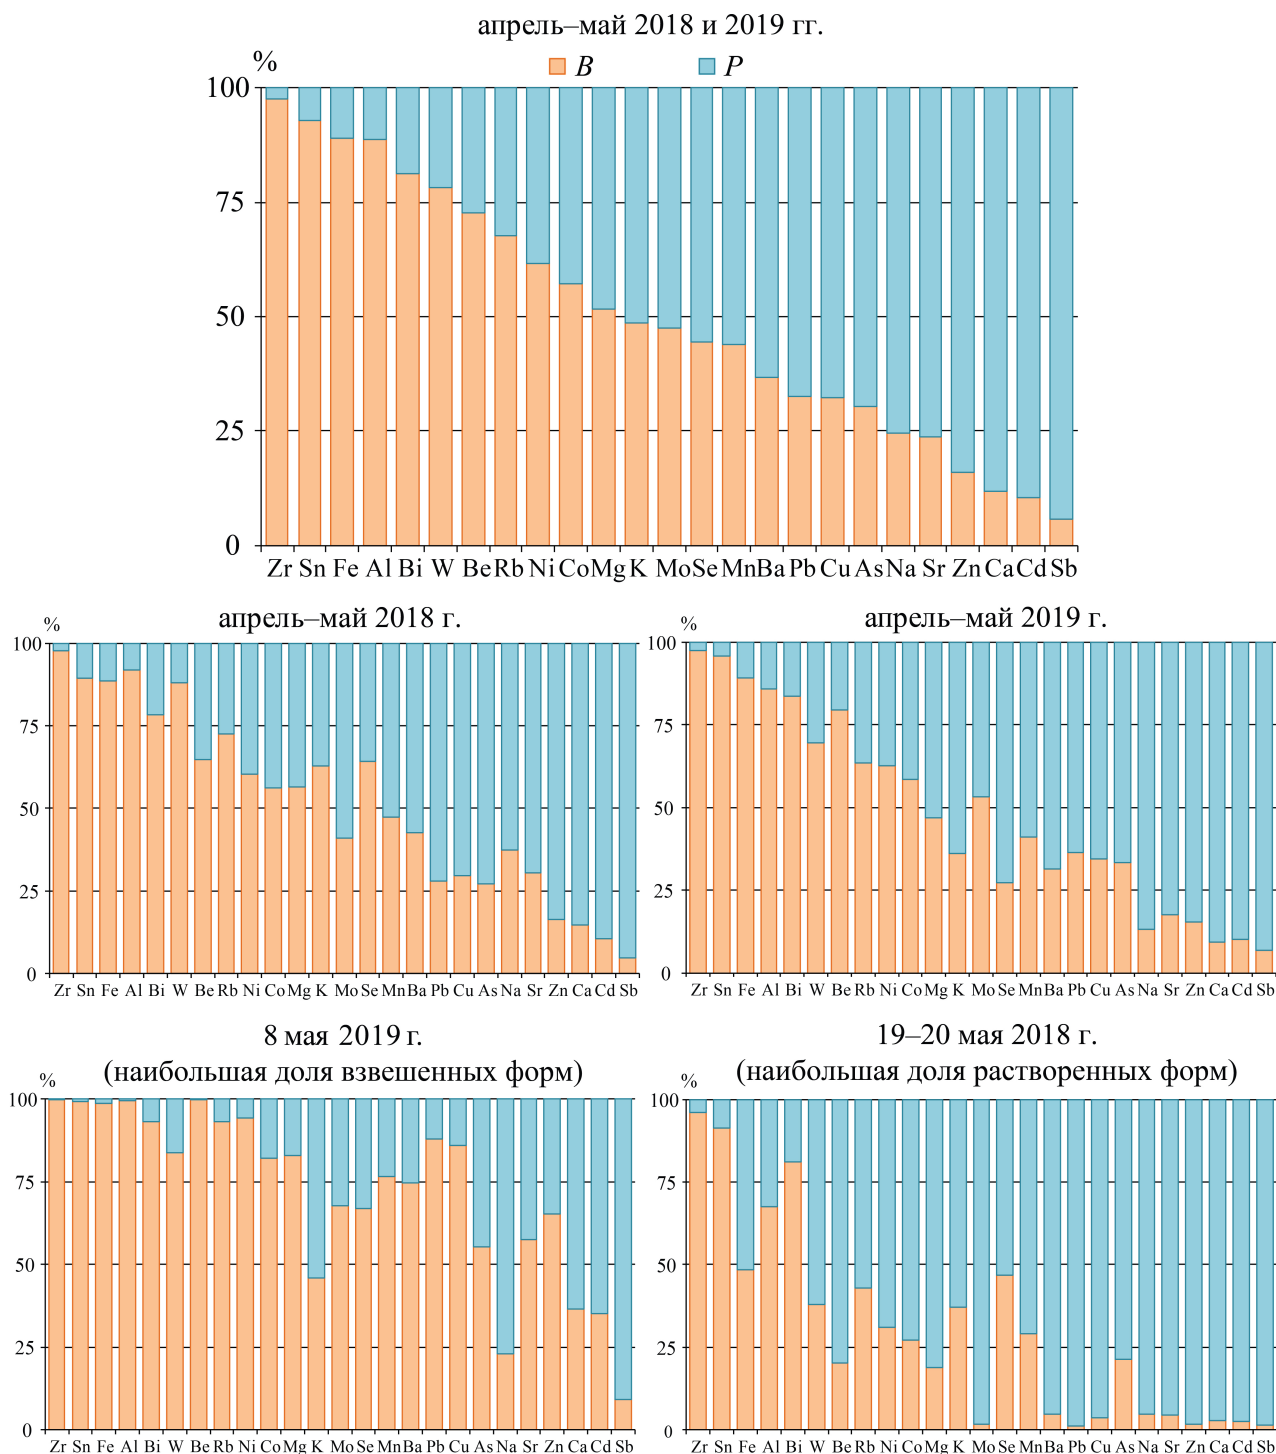 апрель–май 2018 и 2019 гг.
% B P
100
75
50
25
0
Zr Sn Fe Al Bi W Be Rb Ni Co Mg K Mo Se Mn Ba Pb Cu As Na Sr Zn Ca Cd Sb
апрель–май 2018 г.
%
100
75
50
25
0
Zr Sn Fe Al Bi W Be Rb Ni Co Mg K Mo Se Mn Ba Pb Cu As Na Sr Zn Ca Cd Sb
апрель–май 2019 г.
%
100
75
50
25
0
Zr Sn Fe Al Bi W Be Rb Ni Co Mg K Mo Se Mn Ba Pb Cu As Na Sr Zn Ca Cd Sb
8 мая 2019 г.
(наибольшая доля взвешенных форм)
%
100
75
50
25
0
Zr Sn Fe Al Bi W Be Rb Ni Co Mg K Mo Se Mn Ba Pb Cu As Na Sr Zn Ca Cd Sb
19–20 мая 2018 г.
(наибольшая доля растворенных форм)
%
100
75
50
25
0
Zr Sn Fe Al Bi W Be Rb Ni Co Mg K Mo Se Mn Ba Pb Cu As Na Sr Zn Ca Cd Sb